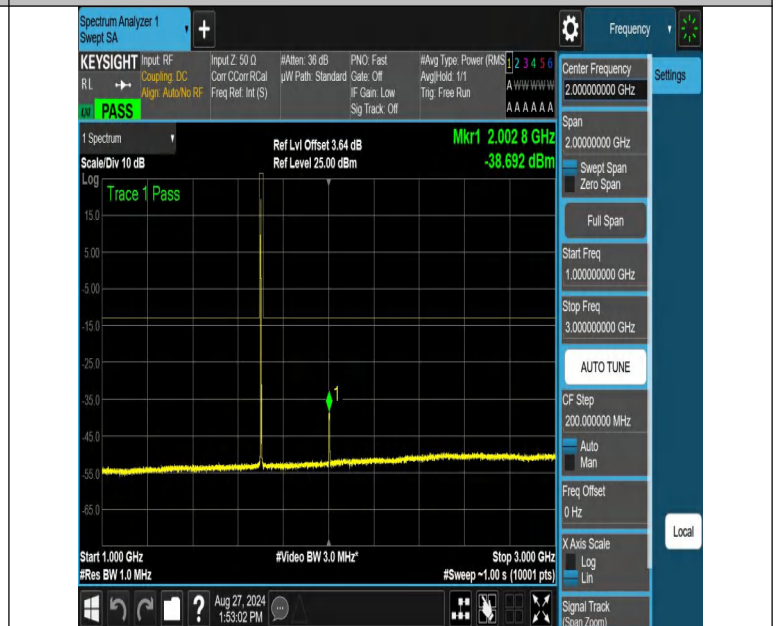 Spectrum Analyzer 1
Swept SA
+
Frequency
KEYSIGHT
RL
PASS
Input: RF
Coupling: DC
Align: Auto/No RF
Input Z: 50 Ω
Corr CCorr RCal
Freq Ref: Int (S)
#Atten: 36 dB
µW Path: Standard
PNO: Fast
Gate: Off
IF Gain: Low
Sig Track: Off
#Avg Type: Power (RMS
Avg|Hold: 1/1
Trig: Free Run
1 2 3 4 5 6
A W W W W W
A A A A A A
1 Spectrum
Scale/Div 10 dB
Ref Lvl Offset 3.64 dB
Ref Level 25.00 dBm
Mkr1 2.002 8 GHz
-38.692 dBm
Log
Trace 1 Pass
15.0
5.00
-5.00
-15.0
-25.0
-35.0
-45.0
-55.0
-65.0
1
Start 1.000 GHz
#Res BW 1.0 MHz
#Video BW 3.0 MHz*
Stop 3.000 GHz
#Sweep ~1.00 s (10001 pts)
Aug 27, 2024
1:53:02 PM
?
Center Frequency
2.000000000 GHz
Settings
Span
2.00000000 GHz
Swept Span
Zero Span
Full Span
Start Freq
1.000000000 GHz
Stop Freq
3.000000000 GHz
AUTO TUNE
CF Step
200.000000 MHz
Auto
Man
Freq Offset
0 Hz
X Axis Scale
Log
Lin
Local
Signal Track
(Span Zoom)